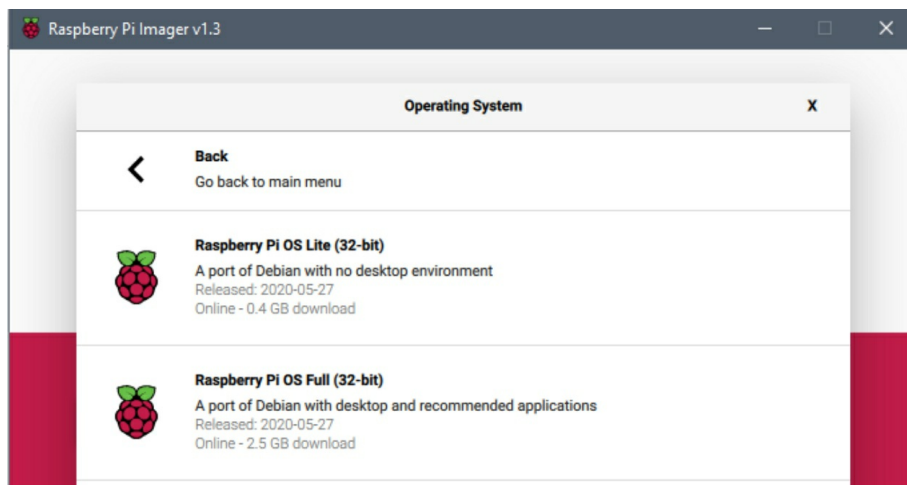 Raspberry Pi Imager v1.3
Operating System
X
Back
Go back to main menu
Raspberry Pi OS Lite (32-bit)
A port of Debian with no desktop environment
Released: 2020-05-27
Online - 0.4 GB download
Raspberry Pi OS Full (32-bit)
A port of Debian with desktop and recommended applications
Released: 2020-05-27
Online - 2.5 GB download